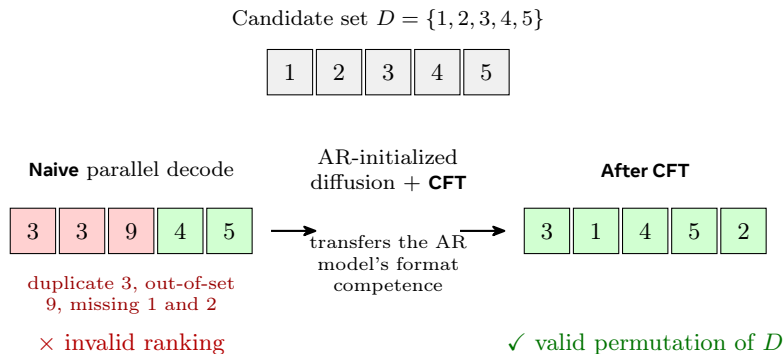 Candidate set D = {1, 2, 3, 4, 5}
1 2 3 4 5
Naive parallel decode
3 3 9 4 5
duplicate 3, out-of-set
9, missing 1 and 2
× invalid ranking
AR-initialized
diffusion + CFT
transfers the AR
model's format
competence
After CFT
3 1 4 5 2
✓ valid permutation of D